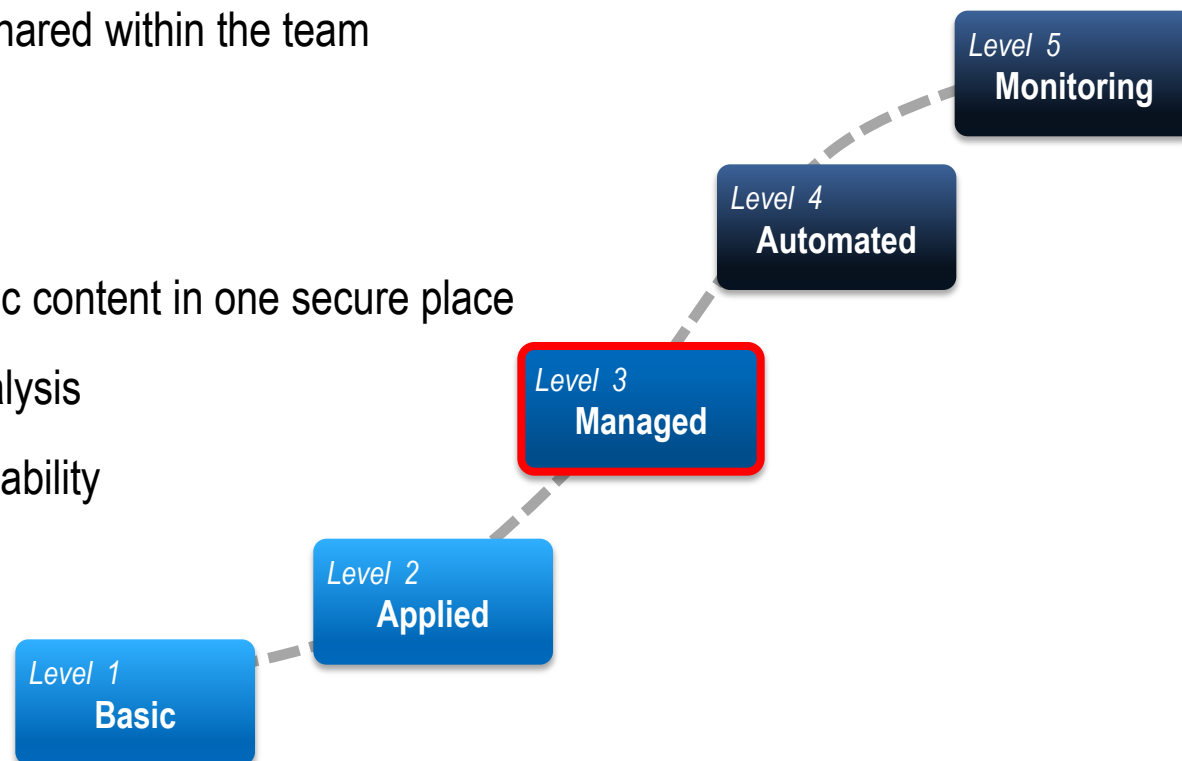 hared within the team
Level 5
Monitoring
Level 4
Automated
c content in one secure place
Level 3
Managed
alysis
ability
Level 2
Applied
Level 1
Basic